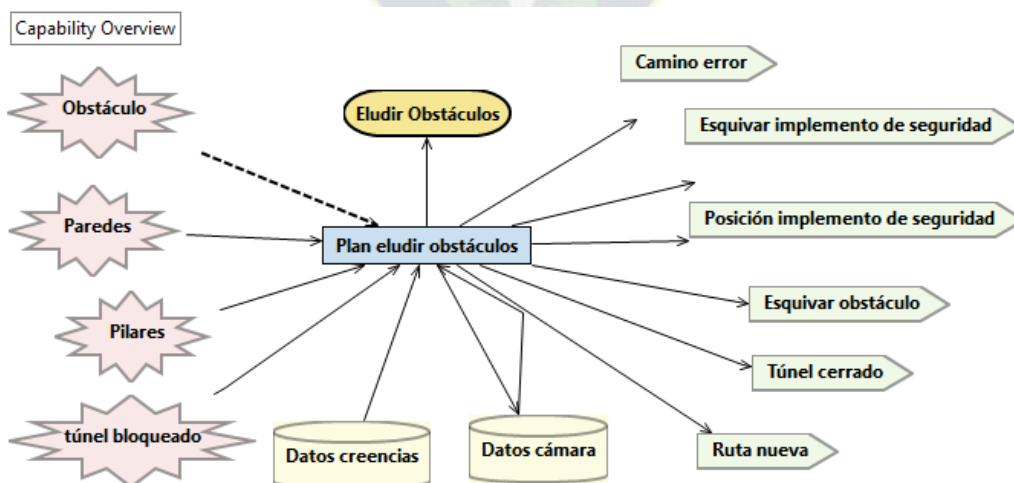 Capability Overview
Obstáculo
Eludir Obstáculos
Camino error
Esquivar implemento de seguridad
Paredes
Plan eludir obstáculos
Posición implemento de seguridad
Pilares
Esquivar obstáculo
Túnel cerrado
túnel bloqueado
Datos creencias
Datos cámara
Ruta nueva